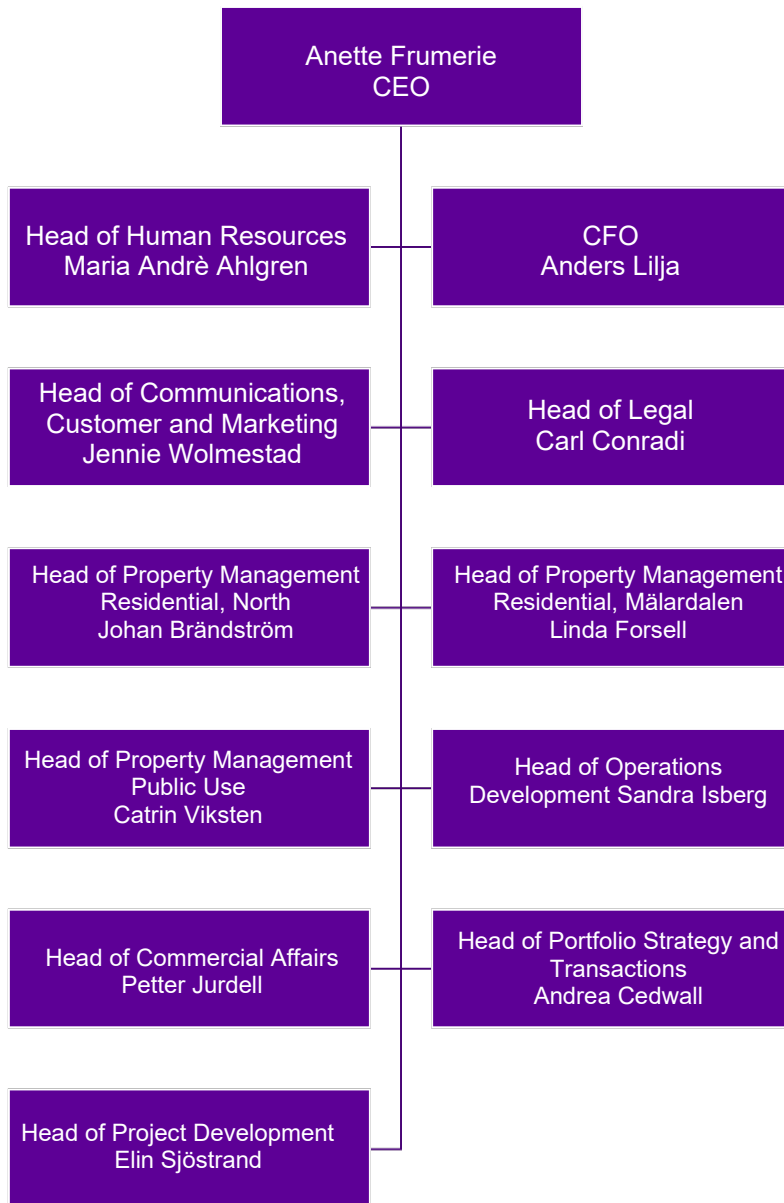 Anette Frumerie
CEO
Head of Human Resources
Maria Andrè Ahlgren
CFO
Anders Lilja
Head of Communications,
Customer and Marketing
Jennie Wolmestad
Head of Legal
Carl Conradi
Head of Property Management
Residential, North
Johan Brändström
Head of Property Management
Residential, Mälardalen
Linda Forsell
Head of Property Management
Public Use
Catrin Viksten
Head of Operations
Development Sandra Isberg
Head of Commercial Affairs
Petter Jurdell
Head of Portfolio Strategy and
Transactions
Andrea Cedwall
Head of Project Development
Elin Sjöstrand